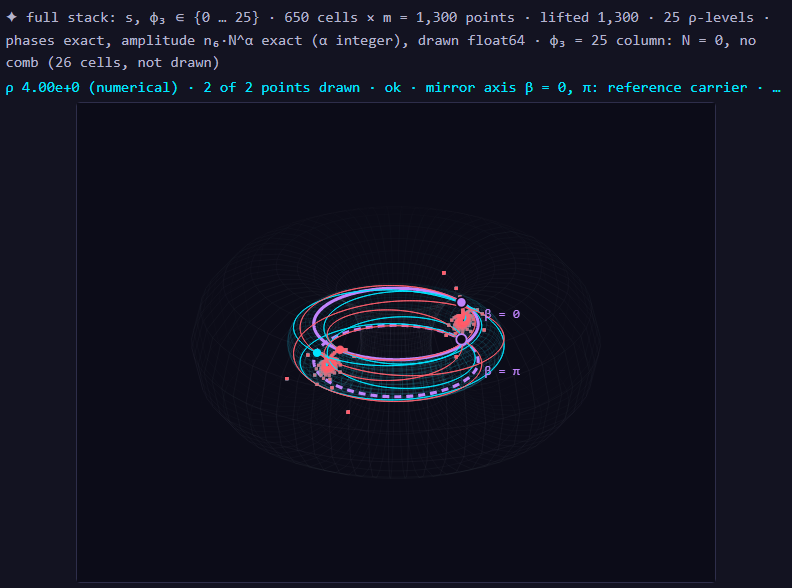 ✦ full stack: s, ϕ₃ ∈ {0 … 25} · 650 cells × m = 1,300 points · lifted 1,300 · 25 ρ-levels ·
phases exact, amplitude n₆·N^α exact (α integer), drawn float64 · ϕ₃ = 25 column: N = 0, no
comb (26 cells, not drawn)
ρ 4.00e+0 (numerical) · 2 of 2 points drawn · ok · mirror axis β = 0, π: reference carrier · …
β = 0
β = π